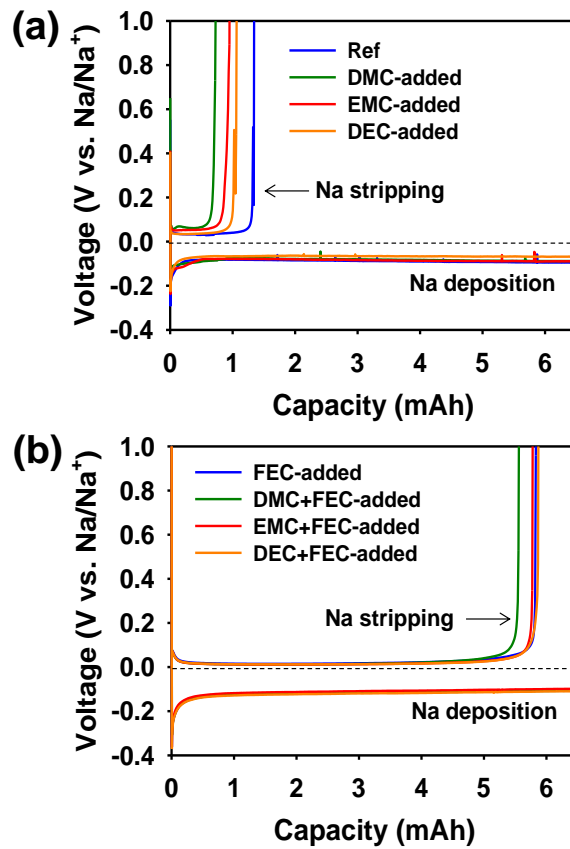 (a)
1.0
0.8
0.6
0.4
0.2
0.0
-0.2
-0.4
Voltage (V vs. Na/Na⁺)
Ref
DMC-added
EMC-added
DEC-added
Na stripping
Na deposition
0 1 2 3 4 5 6
Capacity (mAh)
(b)
1.0
0.8
0.6
0.4
0.2
0.0
-0.2
-0.4
Voltage (V vs. Na/Na⁺)
FEC-added
DMC+FEC-added
EMC+FEC-added
DEC+FEC-added
Na stripping
Na deposition
0 1 2 3 4 5 6
Capacity (mAh)